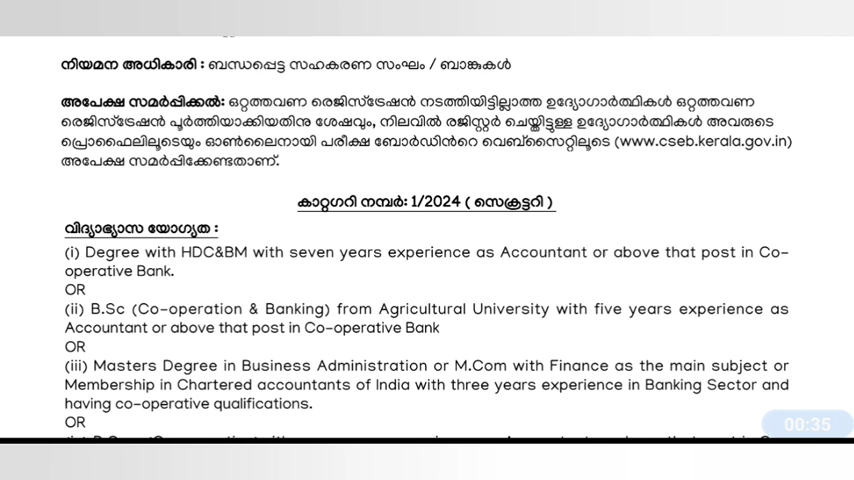 നിയമന അധികാരി : ബന്ധപ്പെട്ട സഹകരണ സംഘം / ബാങ്കുകൾ
അപേക്ഷ സമർപ്പിക്കൽ: ഒറ്റത്തവണ രെജിസ്ട്രേഷൻ നടത്തിയിട്ടില്ലാത്ത ഉദ്യോഗാർത്ഥികൾ ഒറ്റത്തവണ
രെജിസ്ട്രേഷൻ പൂർത്തിയാക്കിയതിനു ശേഷവും, നിലവിൽ രജിസ്റ്റർ ചെയ്തിട്ടുള്ള ഉദ്യോഗാർത്ഥികൾ അവരുടെ
പ്രൊഫൈലിലൂടെയും ഓൺലൈനായി പരീക്ഷ ബോർഡിൻറെ വെബ്സൈറ്റിലൂടെ (www.cseb.kerala.gov.in)
അപേക്ഷ സമർപ്പിക്കേണ്ടതാണ്.
കാറ്റഗറി നമ്പർ: 1/2024 ( സെക്രട്ടറി )
വിദ്യാഭ്യാസ യോഗ്യത :
(i) Degree with HDC&BM with seven years experience as Accountant or above that post in Co-
operative Bank.
OR
(ii) B.Sc (Co-operation & Banking) from Agricultural University with five years experience as
Accountant or above that post in Co-operative Bank
OR
(iii) Masters Degree in Business Administration or M.Com with Finance as the main subject or
Membership in Chartered accountants of India with three years experience in Banking Sector and
having co-operative qualifications.
OR
00:35